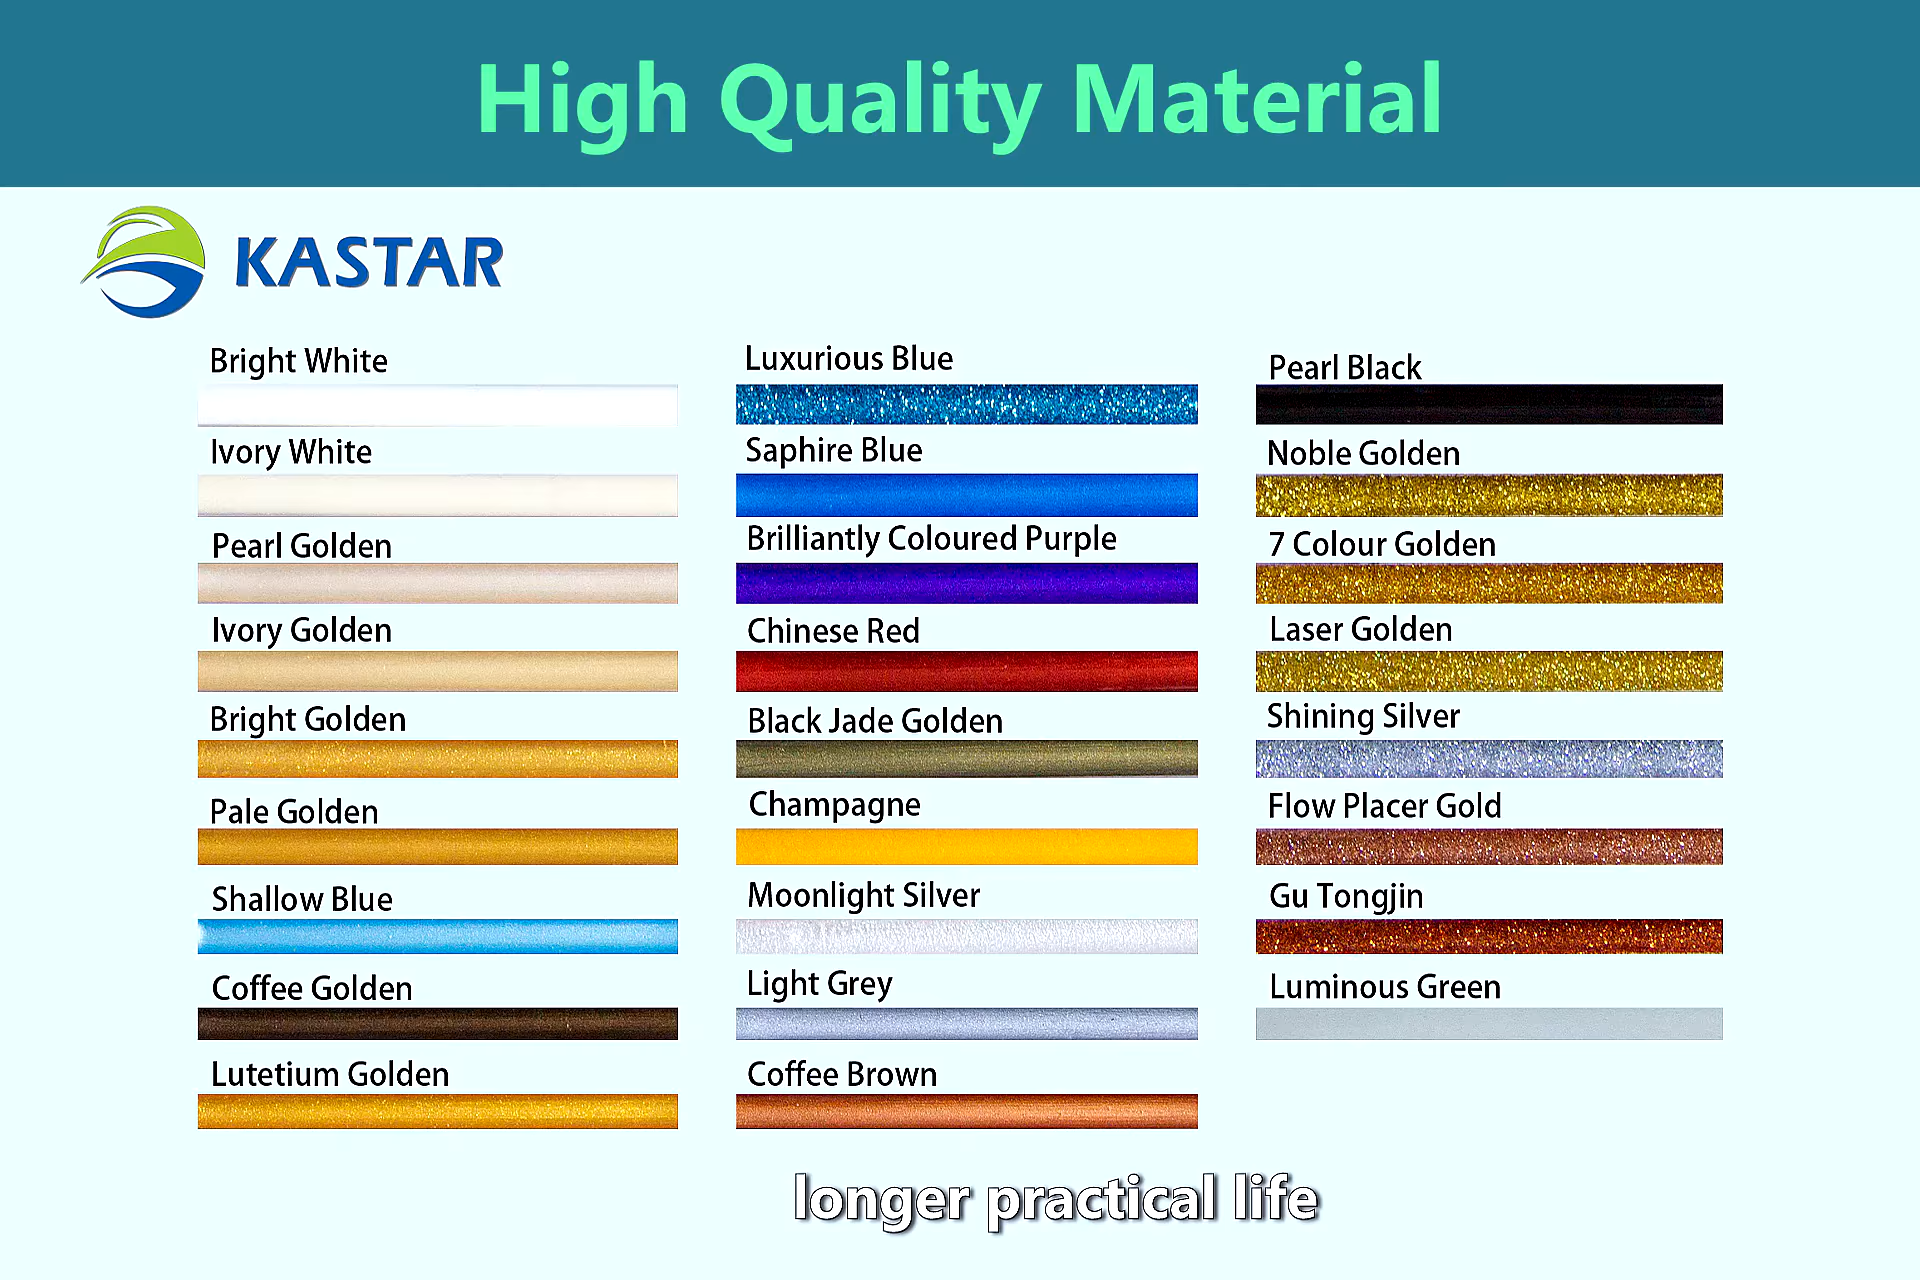 High Quality Material
KASTAR
Bright White
Ivory White
Pearl Golden
Ivory Golden
Bright Golden
Pale Golden
Shallow Blue
Coffee Golden
Lutetium Golden
Luxurious Blue
Saphire Blue
Brilliantly Coloured Purple
Chinese Red
Black Jade Golden
Champagne
Moonlight Silver
Light Grey
Coffee Brown
Pearl Black
Noble Golden
7 Colour Golden
Laser Golden
Shining Silver
Flow Placer Gold
Gu Tongjin
Luminous Green
longer practical life